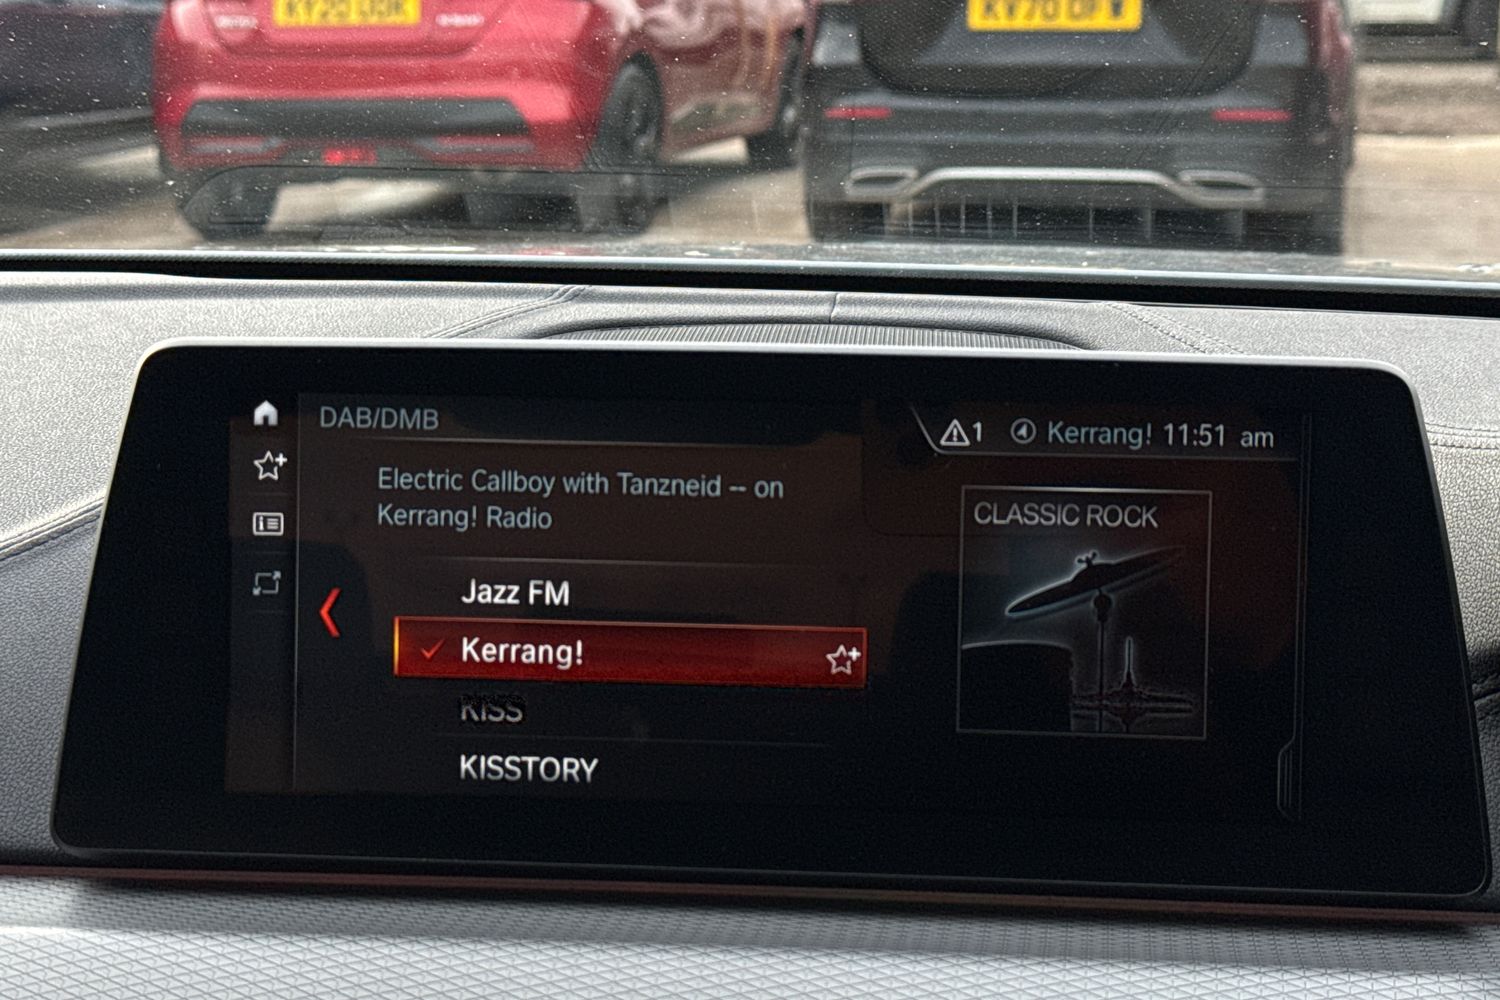 DAB/DMB
1 Kerrang! 11:51 am
Electric Callboy with Tanzneid -- on
Kerrang! Radio
CLASSIC ROCK
Jazz FM
Kerrang!
KISS
KISSTORY